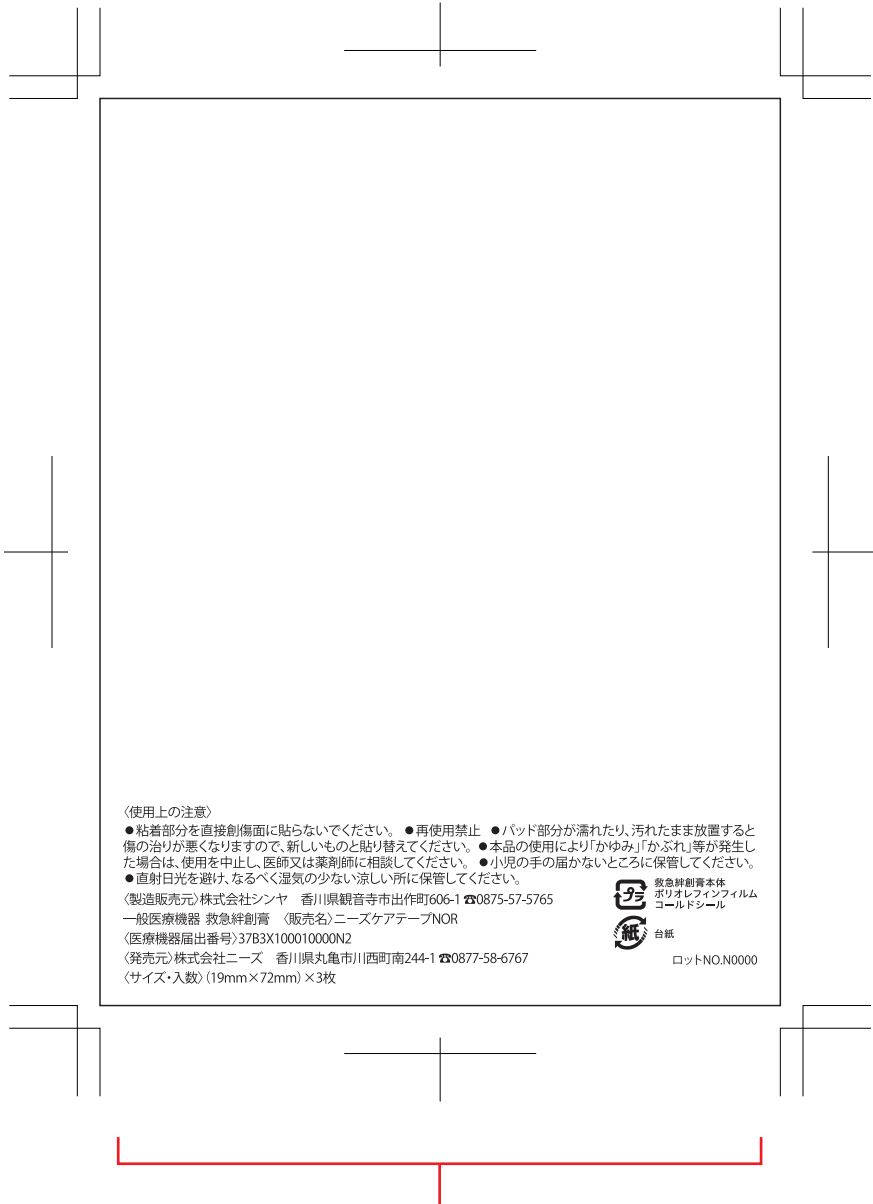 〈使用上の注意〉
●粘着部分を直接創傷面に貼らないでください。 ●再使用禁止 ●パッド部分が濡れたり、汚れたまま放置すると
傷の治りが悪くなりますので、新しいものと貼り替えてください。 ●本品の使用により「かゆみ」「かぶれ」等が発生し
た場合は、使用を中止し、医師又は薬剤師に相談してください。 ●小児の手の届かないところに保管してください。
●直射日光を避け、なるべく湿気の少ない涼しい所に保管してください。
〈製造販売元〉株式会社シンヤ 香川県観音寺市出作町606-1 ☎0875-57-5765
一般医療機器 救急絆創膏 〈販売名〉ニーズケアテープNOR
〈医療機器届出番号〉37B3X100010000N2
〈発売元〉株式会社ニーズ 香川県丸亀市川西町南244-1 ☎0877-58-6767
〈サイズ・入数〉(19mm×72mm)×3枚
プラ
救急絆創膏本体
ポリオレフィンフィルム
コールドシール
紙
台紙
ロットNO.N0000